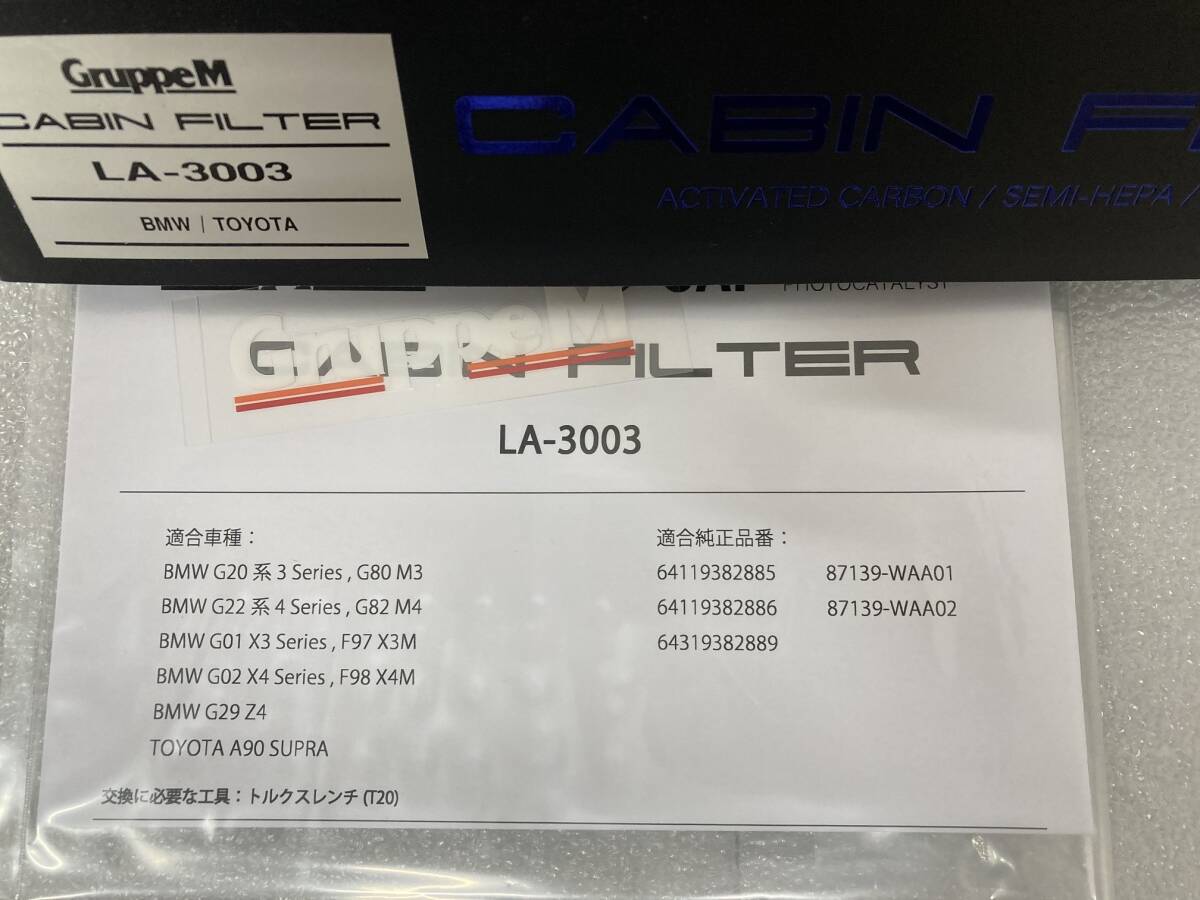 GruppeM
CABIN FILTER
LA-3003
BMW | TOYOTA
CABIN
ACTIVATED CARBON / SEMI-HEPA /
PHOTOCATALYST
GruppeM
CABIN FILTER
LA-3003
適合車種：
BMW G20 系 3 Series , G80 M3
BMW G22 系 4 Series , G82 M4
BMW G01 X3 Series , F97 X3M
BMW G02 X4 Series , F98 X4M
BMW G29 Z4
TOYOTA A90 SUPRA
適合純正品番：
64119382885 87139-WAA01
64119382886 87139-WAA02
64319382889
交換に必要な工具：トルクスレンチ (T20)